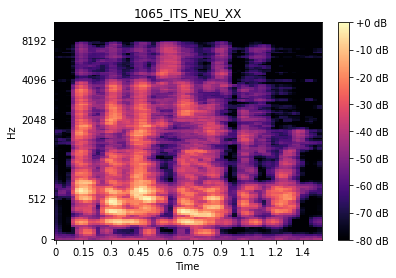 1065_ITS_NEU_XX
Hz
8192
4096
2048
1024
512
0
0 0.15 0.3 0.45 0.6 0.75 0.9 1.1 1.2 1.4
Time
+0 dB
-10 dB
-20 dB
-30 dB
-40 dB
-50 dB
-60 dB
-70 dB
-80 dB